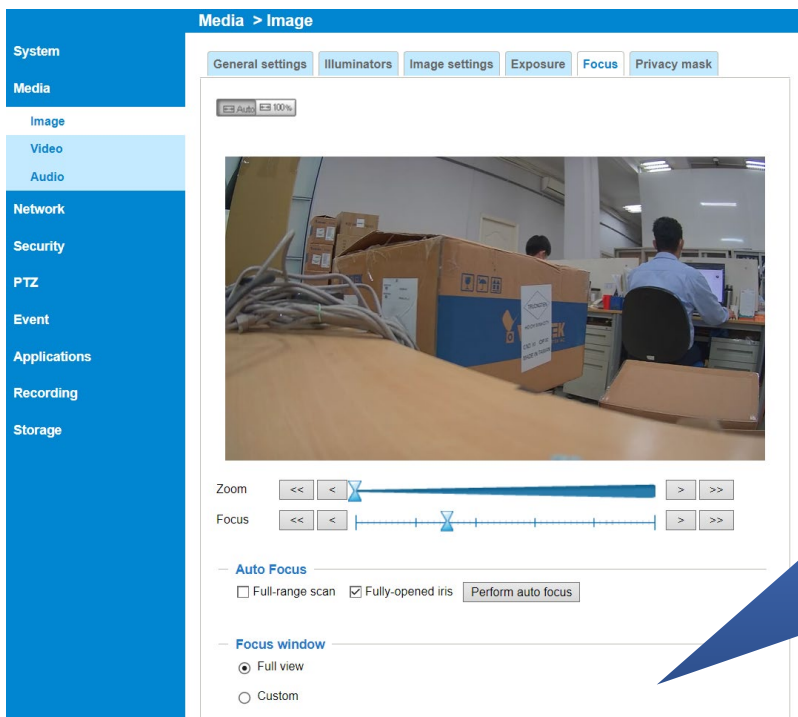 Media > Image
System
Media
Image
Video
Audio
Network
Security
PTZ
Event
Applications
Recording
Storage
General settings Illuminators Image settings Exposure Focus Privacy mask
Auto 100%
Zoom << < > >>
Focus << < > >>
Auto Focus
Full-range scan Fully-opened iris Perform auto focus
Focus window
Full view
Custom